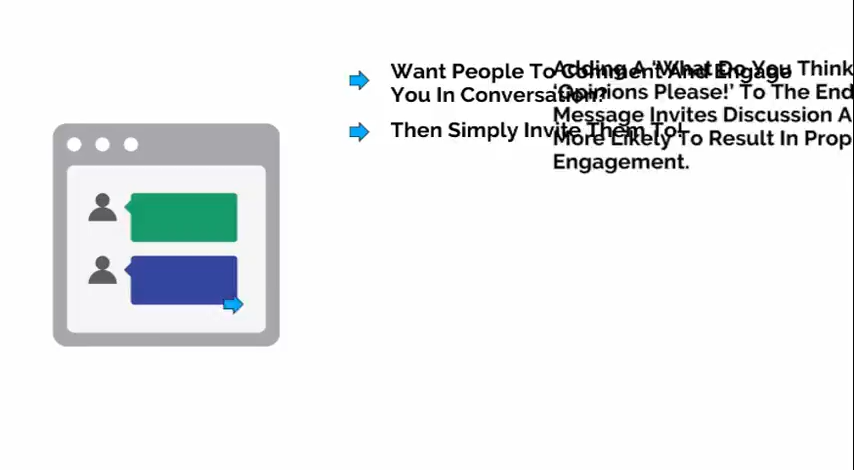 Want People To Comment And Engage
You In Conversation?
Then Simply Invite Them To!
Adding A 'What Do You Think
'Opinions Please!' To The End
Message Invites Discussion A
More Likely To Result In Prop
Engagement.